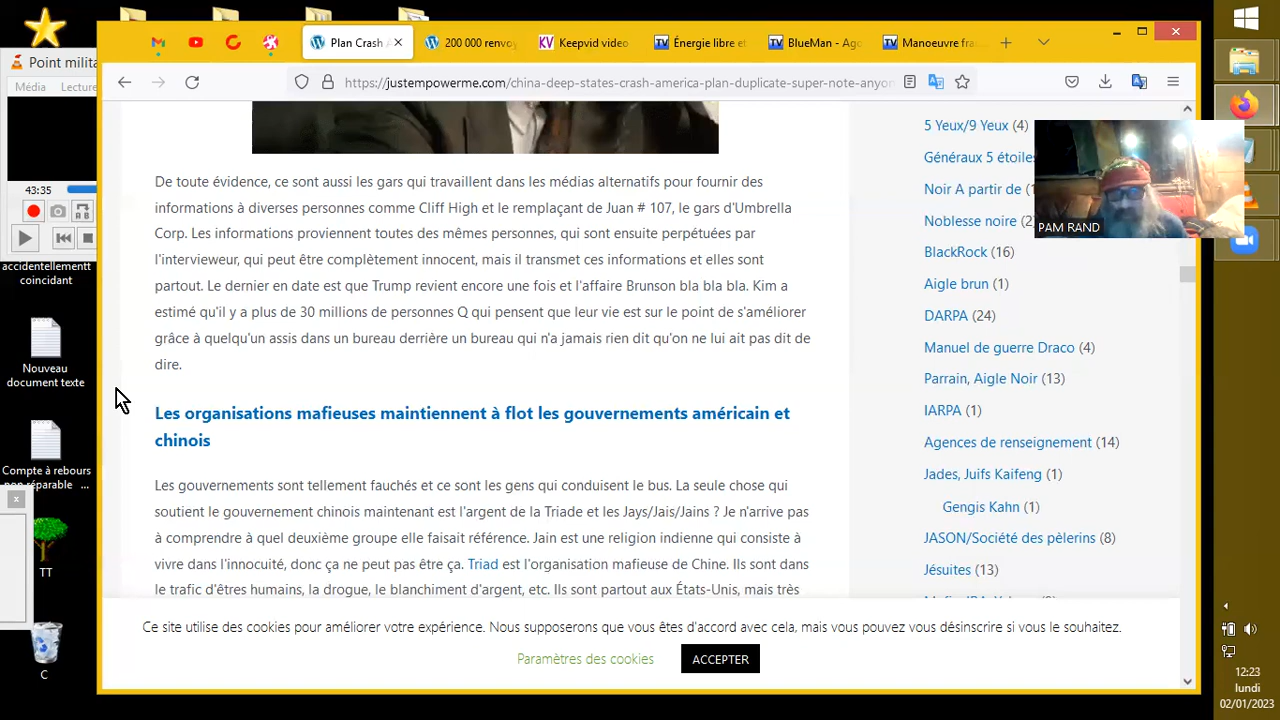 Point milita
Média
Lecture
43:35
accidentellementt
coincidant
Nouveau
document texte
Compte à rebours
non réparable ...
x
TT
C
Plan Crash A
200 000 renvoy
KV
Keepvid video
TV
Énergie libre et
TV
BlueMan - Ago
TV
Manoeuvre fra
https://justempowerme.com/china-deep-states-crash-america-plan-duplicate-super-note-anyon
De toute évidence, ce sont aussi les gars qui travaillent dans les médias alternatifs pour fournir des
informations à diverses personnes comme Cliff High et le remplaçant de Juan # 107, le gars d'Umbrella
Corp. Les informations proviennent toutes des mêmes personnes, qui sont ensuite perpétuées par
l'intervieweur, qui peut être complètement innocent, mais il transmet ces informations et elles sont
partout. Le dernier en date est que Trump revient encore une fois et l'affaire Brunson bla bla bla. Kim a
estimé qu'il y a plus de 30 millions de personnes Q qui pensent que leur vie est sur le point de s'améliorer
grâce à quelqu'un assis dans un bureau derrière un bureau qui n'a jamais rien dit qu'on ne lui ait pas dit de
dire.
Les organisations mafieuses maintiennent à flot les gouvernements américain et
chinois
Les gouvernements sont tellement fauchés et ce sont les gens qui conduisent le bus. La seule chose qui
soutient le gouvernement chinois maintenant est l'argent de la Triade et les Jays/Jais/Jains ? Je n'arrive pas
à comprendre à quel deuxième groupe elle faisait référence. Jain est une religion indienne qui consiste à
vivre dans l'innocuité, donc ça ne peut pas être ça. Triad est l'organisation mafieuse de Chine. Ils sont dans
le trafic d'êtres humains, la drogue, le blanchiment d'argent, etc. Ils sont partout aux États-Unis, mais très
5 Yeux/9 Yeux (4)
Généraux 5 étoiles
Noir A partir de (1
Noblesse noire (2)
BlackRock (16)
Aigle brun (1)
DARPA (24)
Manuel de guerre Draco (4)
Parrain, Aigle Noir (13)
IARPA (1)
Agences de renseignement (14)
Jades, Juifs Kaifeng (1)
Gengis Kahn (1)
JASON/Société des pèlerins (8)
Jésuites (13)
PAM RAND
Ce site utilise des cookies pour améliorer votre expérience. Nous supposerons que vous êtes d'accord avec cela, mais vous pouvez vous désinscrire si vous le souhaitez.
Paramètres des cookies
ACCEPTER
12:23
lundi
02/01/2023